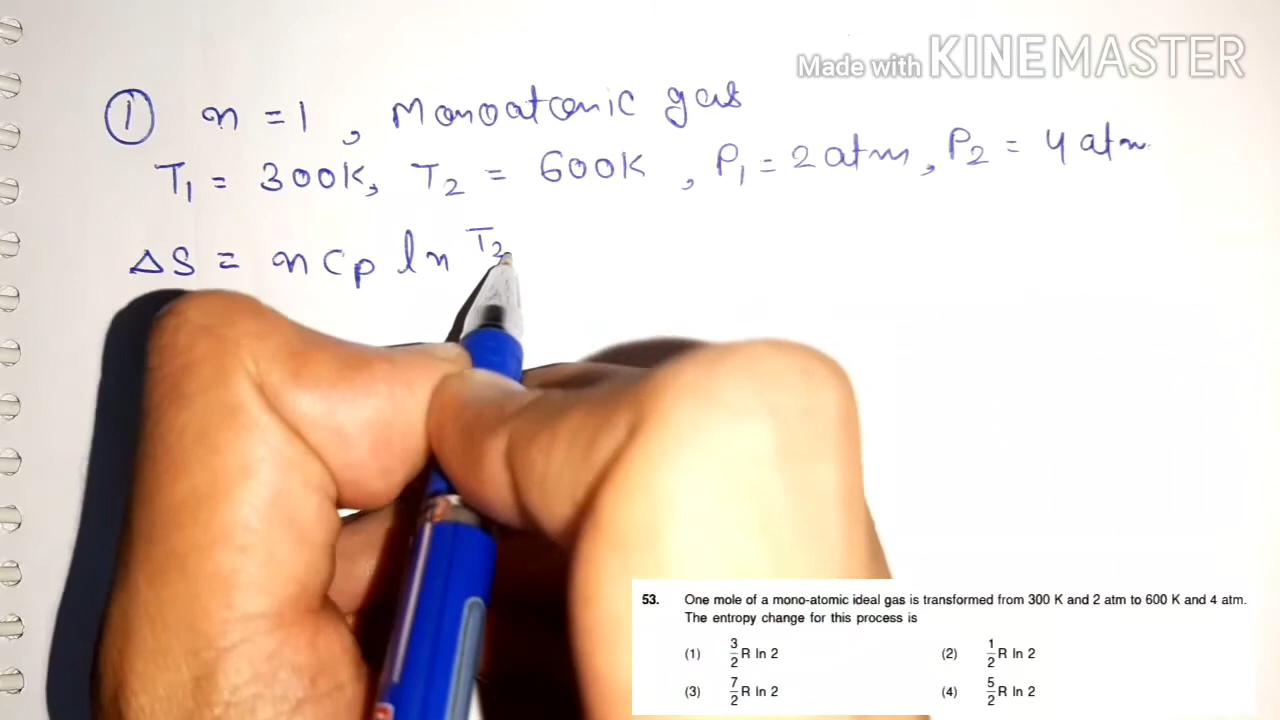 Made with KINEMASTER
① n = 1 , Monoatomic gas
T₁ = 300K, T₂ = 600K , P₁ = 2 atm , P₂ = 4 atm.
ΔS = n Cp ln T₂
53. One mole of a mono-atomic ideal gas is transformed from 300 K and 2 atm to 600 K and 4 atm.
The entropy change for this process is
(1) 3/2 R ln 2 (2) 1/2 R ln 2
(3) 7/2 R ln 2 (4) 5/2 R ln 2